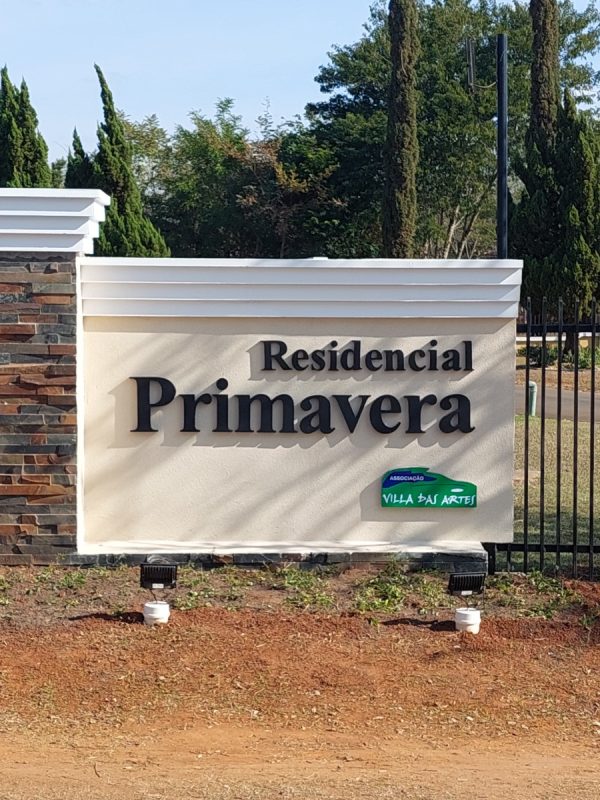 Residencial
Primavera
ASSOCIAÇÃO
VILLA DAS ARTES